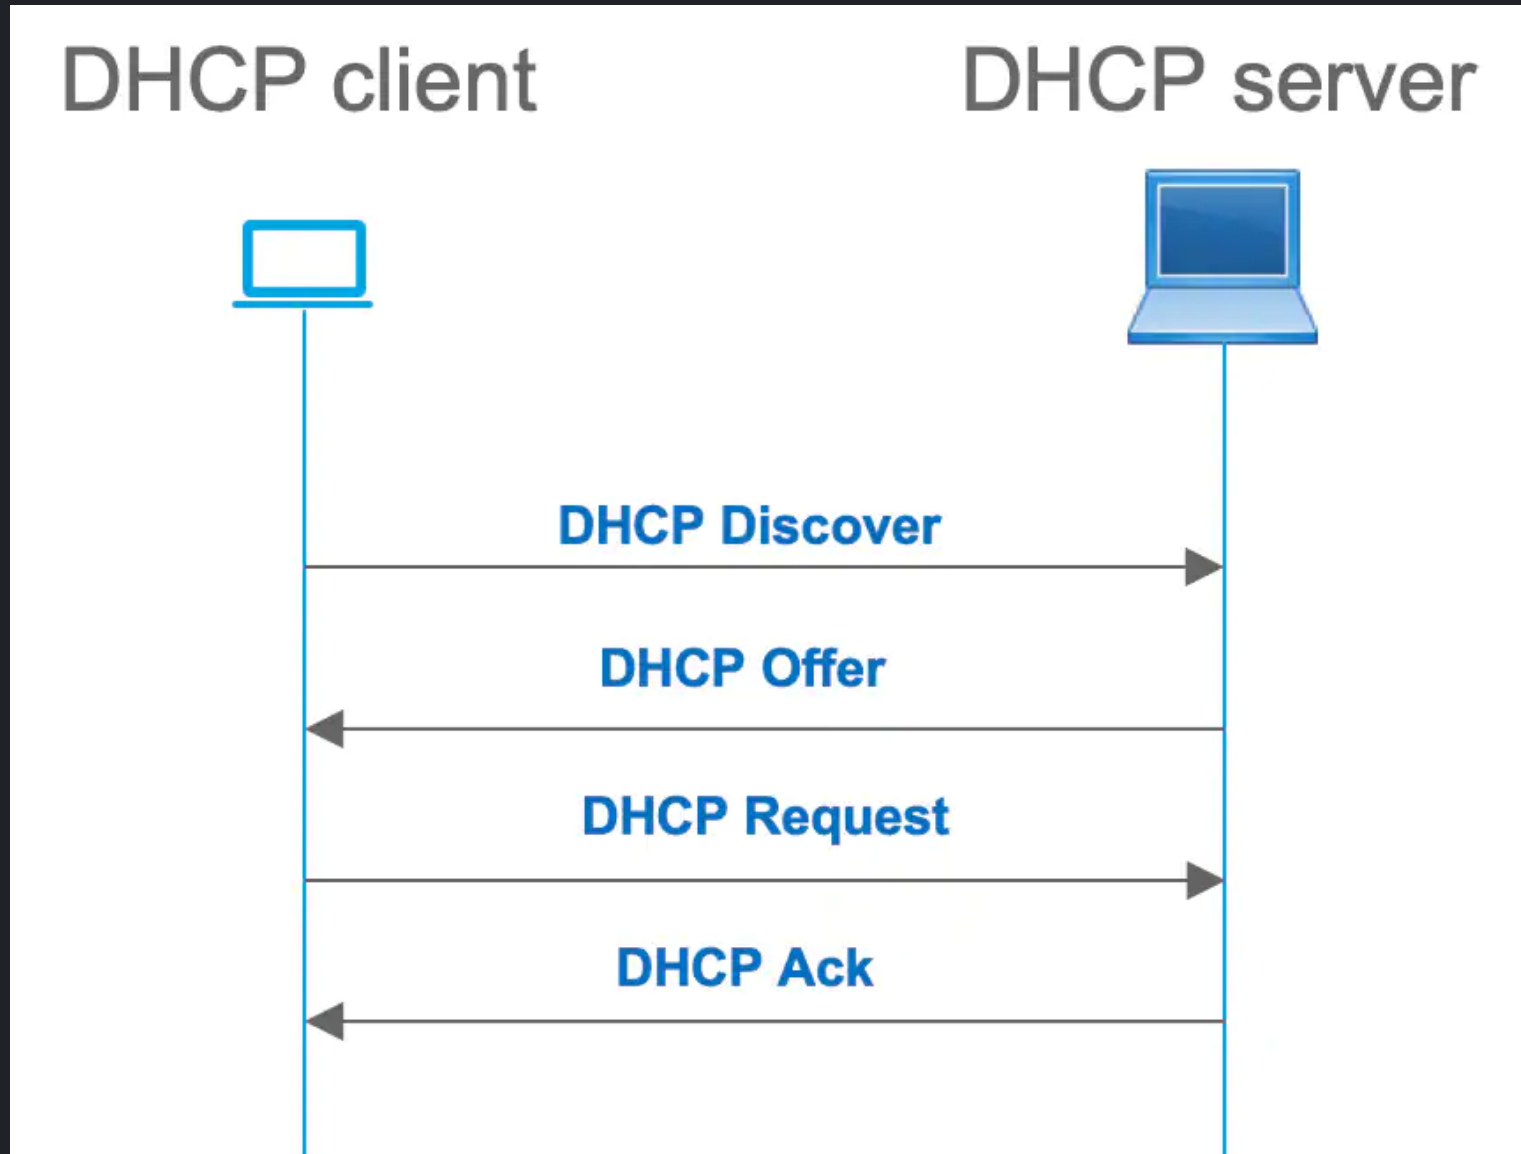 DHCP client
DHCP server
DHCP Discover
DHCP Offer
DHCP Request
DHCP Ack